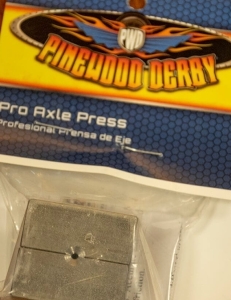 PWD
PINEWOOD DERBY
Pro Axle Press
Profesional Prensa de Eje